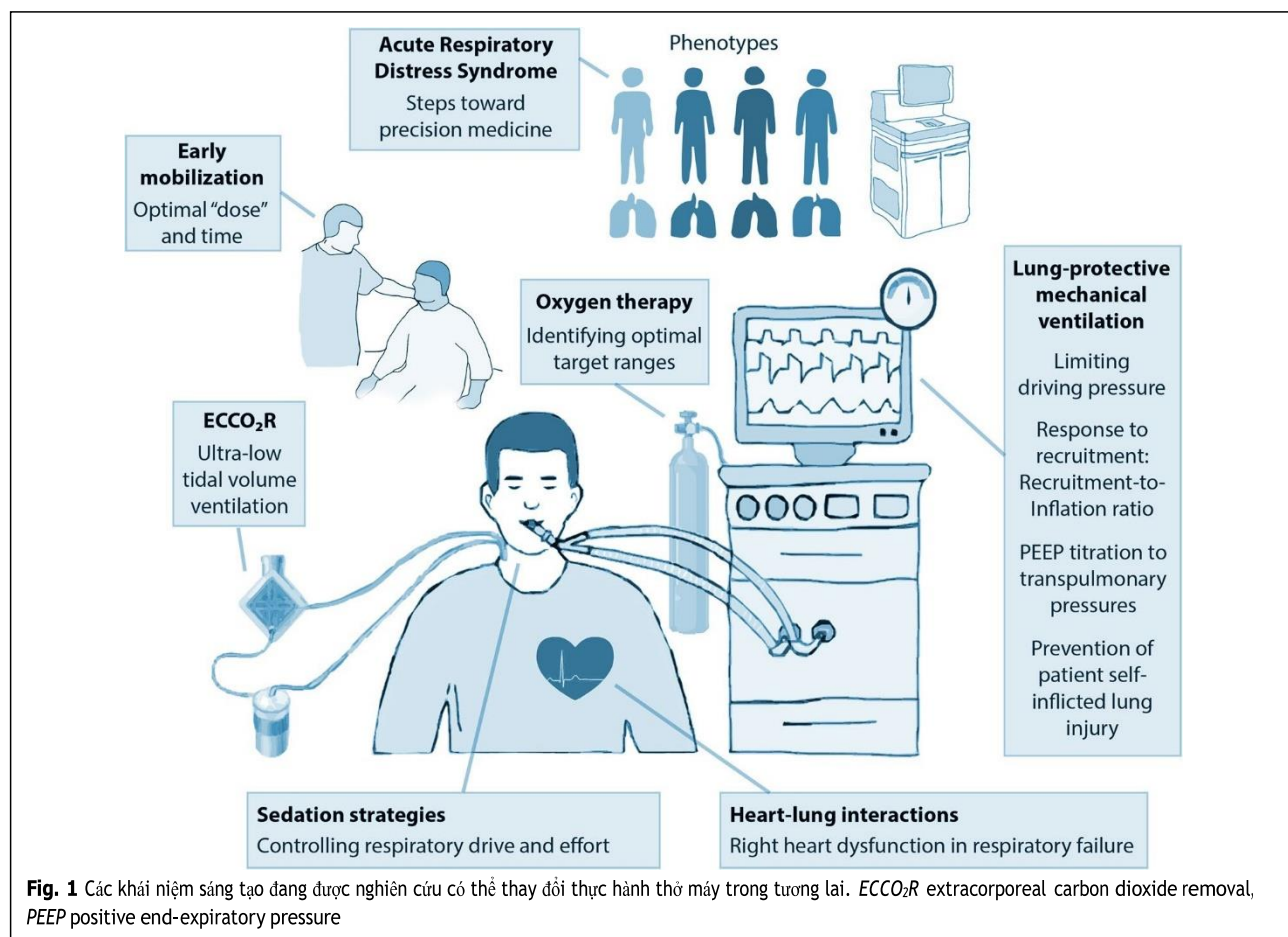 Acute Respiratory
Distress Syndrome
Steps toward
precision medicine
Phenotypes
Early
mobilization
Optimal “dose”
and time
Oxygen therapy
Identifying optimal
target ranges
Lung-protective
mechanical
ventilation
Limiting
driving pressure
Response to
recruitment:
Recruitment-to-
Inflation ratio
PEEP titration to
transpulmonary
pressures
Prevention of
patient self-
inflicted lung
injury
ECCO₂R
Ultra-low
tidal volume
ventilation
Sedation strategies
Controlling respiratory drive and effort
Heart-lung interactions
Right heart dysfunction in respiratory failure
Fig. 1 Các khái niệm sáng tạo đang được nghiên cứu có thể thay đổi thực hành thở máy trong tương lai. ECCO₂R extracorporeal carbon dioxide removal,
PEEP positive end-expiratory pressure